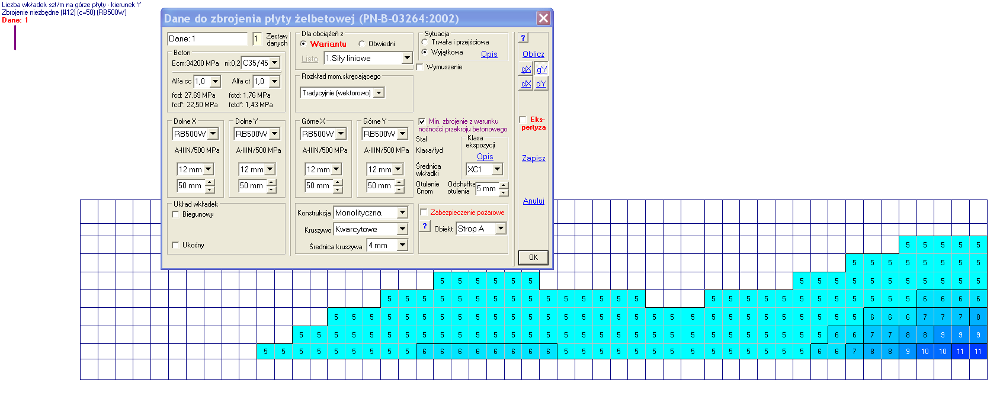 Liczba wkładek szt/m na górze płyty - kierunek Y
Zbrojenie niezbędne (#12) (c=50) (RB500W)
Dane: 1
Dane do zbrojenia płyty żelbetowej (PN-B-03264:2002)
Dane: 1
1
Zestaw
danych
Beton
Ecm:34200 MPa ni:0,2 C35/45
Alfa cc 1,0 Alfa ct 1,0
fcd: 27,69 MPa fctd: 1,76 MPa
fcd*: 22,50 MPa fctd*: 1,43 MPa
Dla obciążeń z
Wariantu Obwiedni
Lista 1.Siły liniowe
Rozkład mom.skręcającego
Tradycyjnie (wektorowo)
Sytuacja
Trwała i przejściowa
Wyjątkowa Opis
Wymuszenie
?
Oblicz
gX gY
dX dY
Eks-
pertyza
Zapisz
Anuluj
OK
Dolne X Dolne Y Górne X Górne Y
RB500W RB500W RB500W RB500W
A-IIIN/500 MPa A-IIIN/500 MPa A-IIIN/500 MPa A-IIIN/500 MPa
12 mm 12 mm 12 mm 12 mm
50 mm 50 mm 50 mm 50 mm
Min. zbrojenie z warunku
nośności przekroju betonowego
Stal
Klasa/fyd
Średnica
wkładki
Otulenie
Cnom
Klasa
ekspozycji
Opis
XC1
Odchyłka
otulenia 5 mm
Układ wkładek
Biegunowy
Ukośny
Konstrukcja Monolityczna
Kruszywo Kwarcytowe
Średnica kruszywa 4 mm
Zabezpieczenie pożarowe
? Obiekt Strop A
5 5 5 5 5
5 5 5 5 5 5 5 5
5 5 5 5 5 5 5 5 5 5 5 5 5 5 5 5 5
5 5 5 5 5 5 5 5 5 5 5 5 5 5 5 5 5 5 5 5 5 5 5 5 5 5 5 6 6 6 6
5 5 5 5 5 5 5 5 5 5 5 5 5 5 5 5 5 5 5 5 5 5 5 5 5 5 5 5 5 5 6 6 6 7 7 7 8
5 5 5 5 5 5 5 5 5 5 5 5 5 5 5 5 5 5 5 5 5 5 5 5 5 5 5 5 5 5 6 6 7 7 8 8 9 9 9
5 5 5 5 5 5 5 5 5 6 6 6 6 6 6 6 6 5 5 5 5 5 5 5 5 5 5 5 5 5 5 6 6 7 8 8 9 10 10 11 11